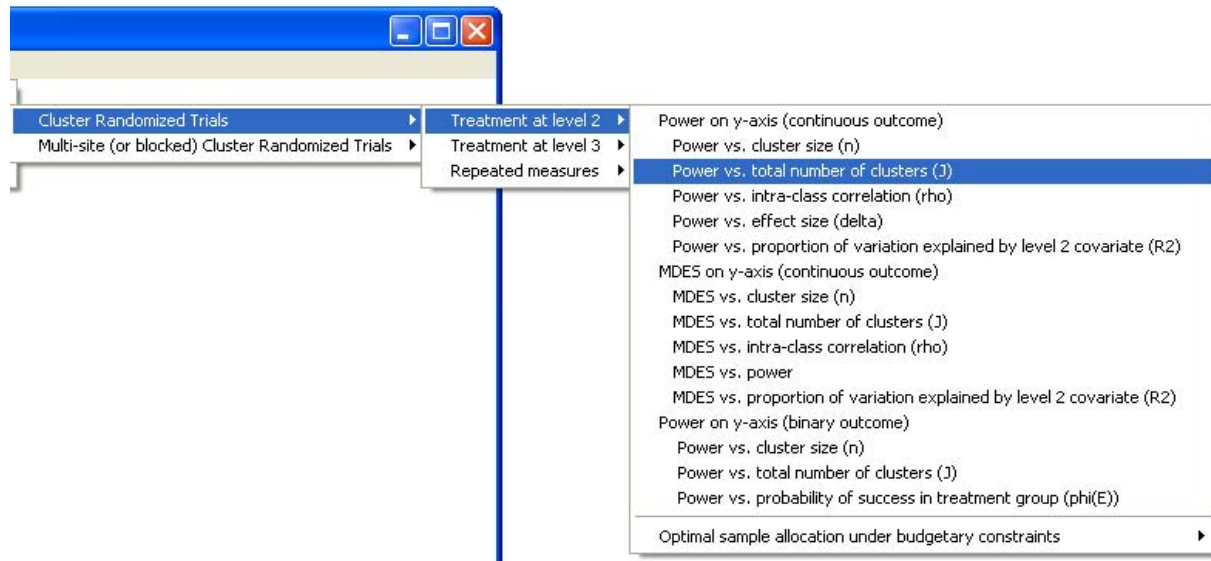 Cluster Randomized Trials
Multi-site (or blocked) Cluster Randomized Trials
Treatment at level 2
Treatment at level 3
Repeated measures
Power on y-axis (continuous outcome)
Power vs. cluster size (n)
Power vs. total number of clusters (J)
Power vs. intra-class correlation (rho)
Power vs. effect size (delta)
Power vs. proportion of variation explained by level 2 covariate (R2)
MDES on y-axis (continuous outcome)
MDES vs. cluster size (n)
MDES vs. total number of clusters (J)
MDES vs. intra-class correlation (rho)
MDES vs. power
MDES vs. proportion of variation explained by level 2 covariate (R2)
Power on y-axis (binary outcome)
Power vs. cluster size (n)
Power vs. total number of clusters (J)
Power vs. probability of success in treatment group (phi(E))
Optimal sample allocation under budgetary constraints